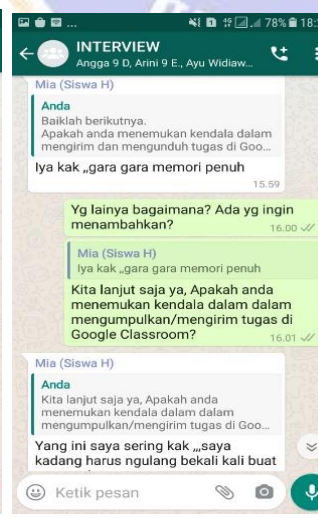 78% 18:
INTERVIEW
Angga 9 D, Arini 9 E., Ayu Widiaw...
Mia (Siswa H)
Anda
Baiklah berikutnya.
Apakah anda menemukan kendala dalam
mengirim dan mengunduh tugas di Goo...
Iya kak ,,gara gara memori penuh
15.59
Yg lainya bagaimana? Ada yg ingin
menambahkan?
16.00
Mia (Siswa H)
Iya kak ,,gara gara memori penuh
Kita lanjut saja ya, Apakah anda
menemukan kendala dalam dalam
mengumpulkan/mengirim tugas di
Google Classroom?
16.01
Mia (Siswa H)
Anda
Kita lanjut saja ya, Apakah anda
menemukan kendala dalam dalam
mengumpulkan/mengirim tugas di Goo...
Yang ini saya sering kak ,,,saya
kadang harus ngulang bekali kali buat
Ketik pesan